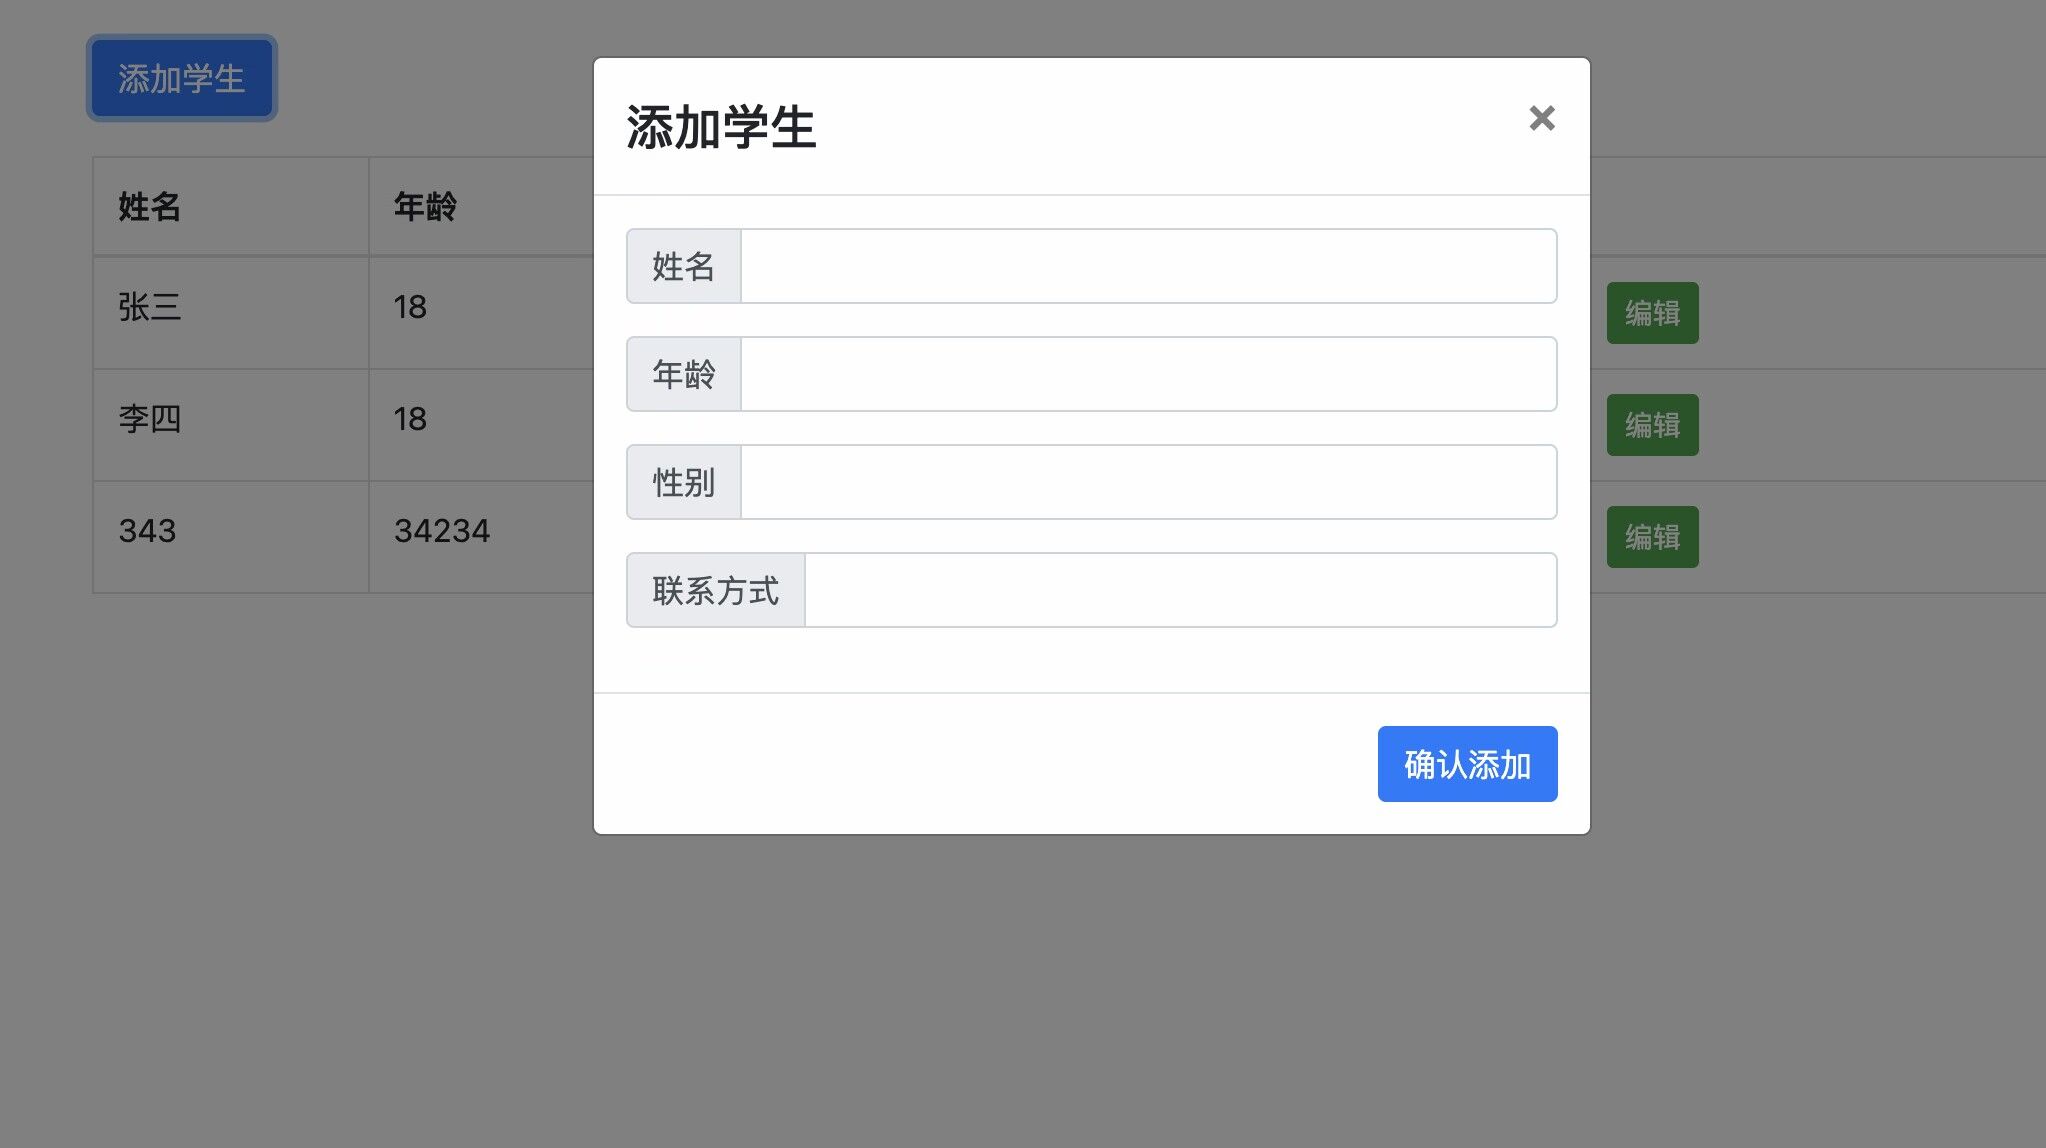 添加学生
添加学生
×
姓名 年龄
姓名
张三 18 编辑
年龄
李四 18 编辑
性别
343 34234 编辑
联系方式
确认添加